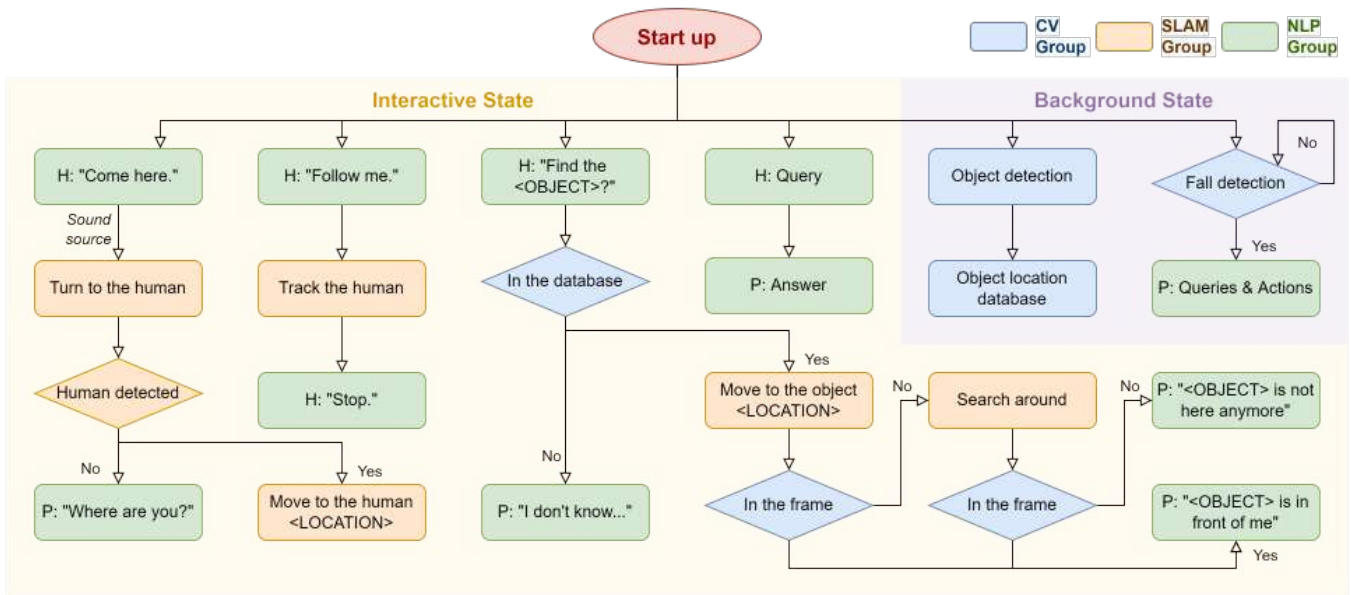 Start up
CV
Group
SLAM
Group
NLP
Group
Interactive State
Background State
H: "Come here."
H: "Follow me."
H: "Find the
<OBJECT>?"
H: Query
Object detection
Fall detection
No
Sound
source
Yes
Turn to the human
Track the human
In the database
P: Answer
Object location
database
P: Queries & Actions
Human detected
H: "Stop."
Yes
Move to the object
<LOCATION>
No
Search around
No
P: "<OBJECT> is not
here anymore"
No
Yes
No
P: "Where are you?"
Move to the human
<LOCATION>
P: "I don't know..."
In the frame
In the frame
P: "<OBJECT> is in
front of me"
Yes